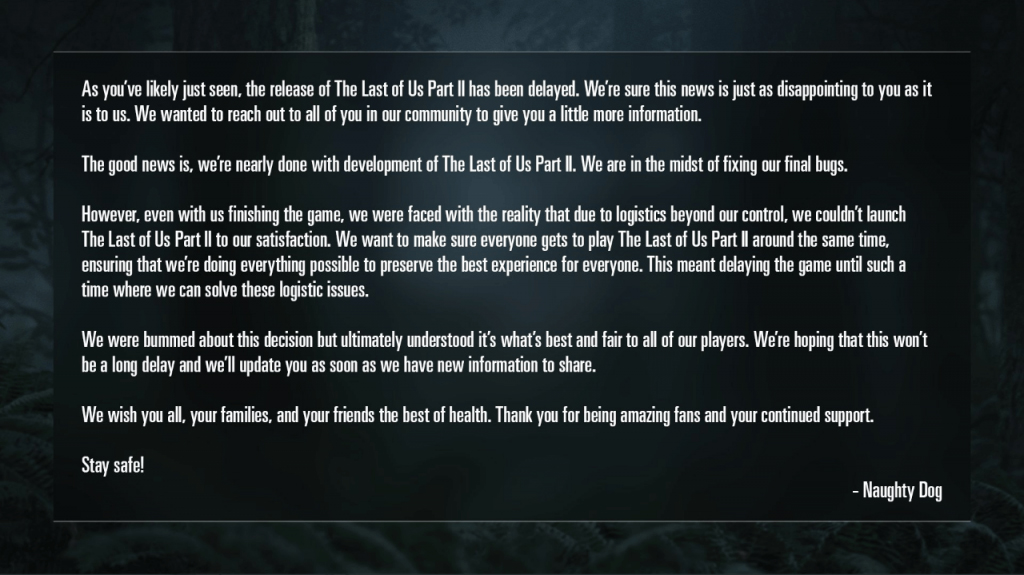 As you've likely just seen, the release of The Last of Us Part II has been delayed. We're sure this news is just as disappointing to you as it
is to us. We wanted to reach out to all of you in our community to give you a little more information.
The good news is, we're nearly done with development of The Last of Us Part II. We are in the midst of fixing our final bugs.
However, even with us finishing the game, we were faced with the reality that due to logistics beyond our control, we couldn't launch
The Last of Us Part II to our satisfaction. We want to make sure everyone gets to play The Last of Us Part II around the same time,
ensuring that we're doing everything possible to preserve the best experience for everyone. This meant delaying the game until such a
time where we can solve these logistic issues.
We were bummed about this decision but ultimately understood it's what's best and fair to all of our players. We're hoping that this won't
be a long delay and we'll update you as soon as we have new information to share.
We wish you all, your families, and your friends the best of health. Thank you for being amazing fans and your continued support.
Stay safe!
- Naughty Dog